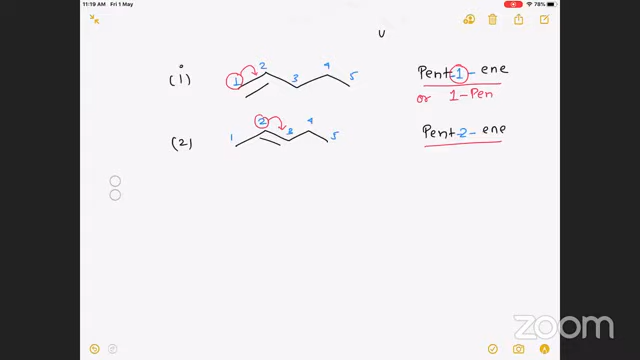 11:19 AM Fri 1 May
78%
(1)
1 2 3 4 5
Pent-1-ene
or 1-Pen
(2)
1 2 3 4 5
Pent-2-ene
zoom